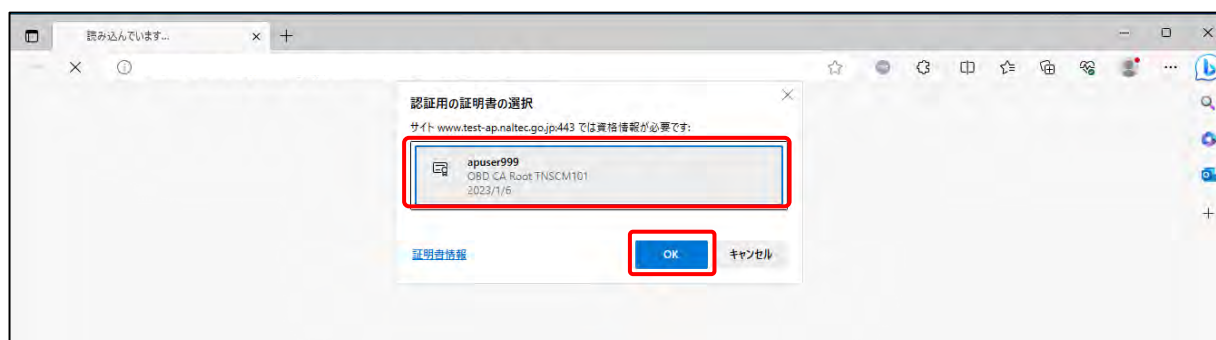 読み込んでいます...
認証用の証明書の選択
サイト www.test-ap.naltec.go.jp:443 では資格情報が必要です:
apuser999
OBD CA Root TNSCM101
2023/1/6
証明書情報
OK
キャンセル